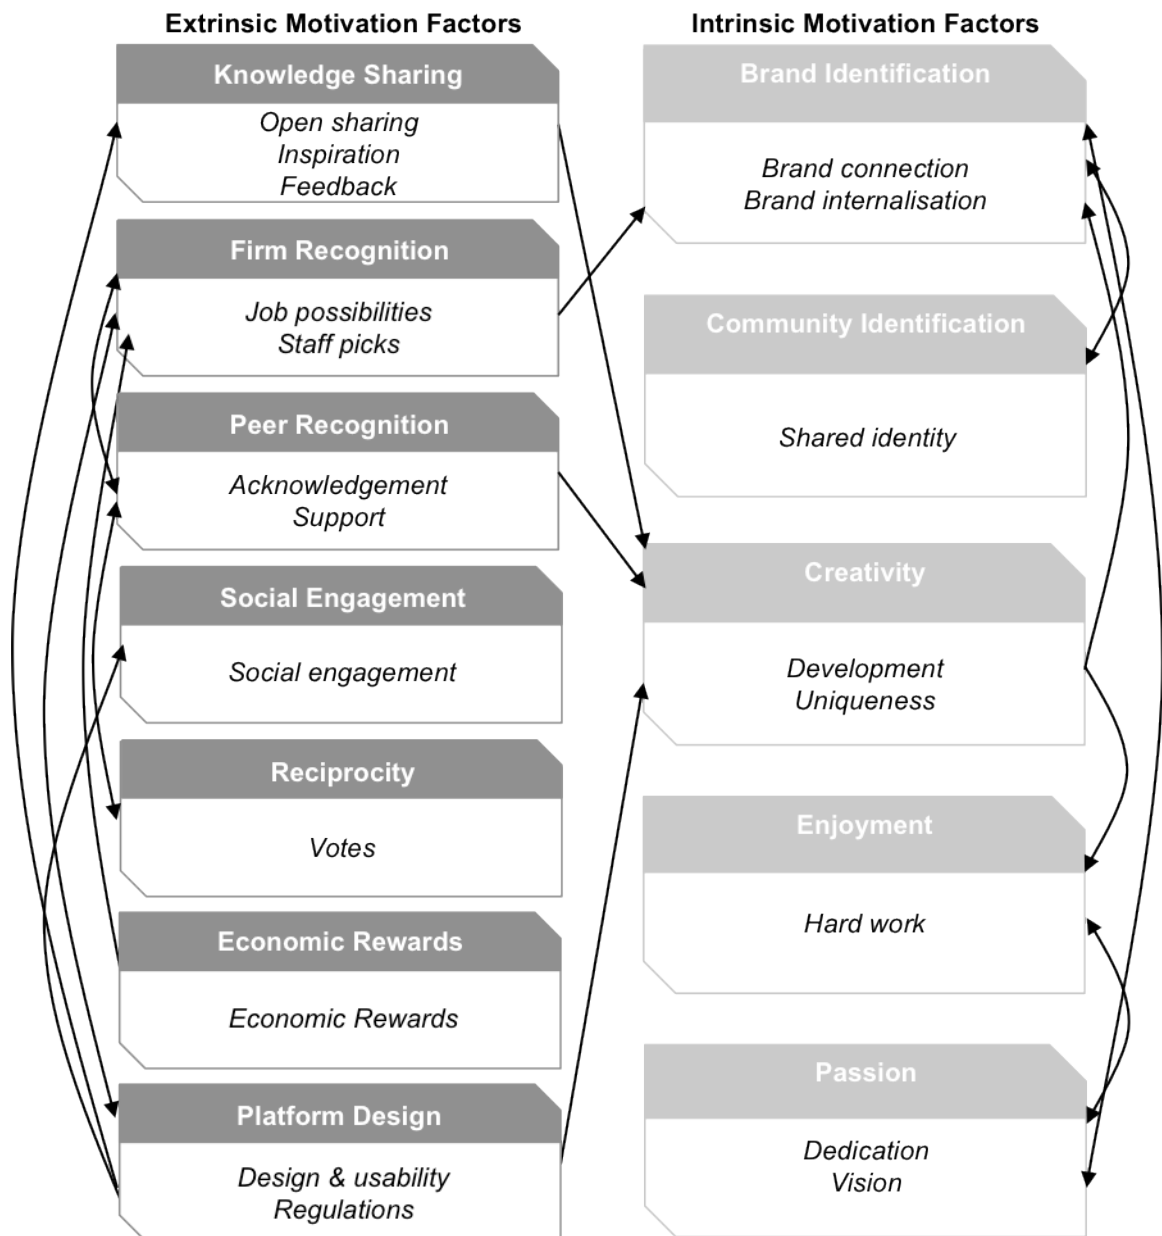 Extrinsic Motivation Factors
Knowledge Sharing
Open sharing
Inspiration
Feedback
Firm Recognition
Job possibilities
Staff picks
Peer Recognition
Acknowledgement
Support
Social Engagement
Social engagement
Reciprocity
Votes
Economic Rewards
Economic Rewards
Platform Design
Design & usability
Regulations
Intrinsic Motivation Factors
Brand Identification
Brand connection
Brand internalisation
Community Identification
Shared identity
Creativity
Development
Uniqueness
Enjoyment
Hard work
Passion
Dedication
Vision